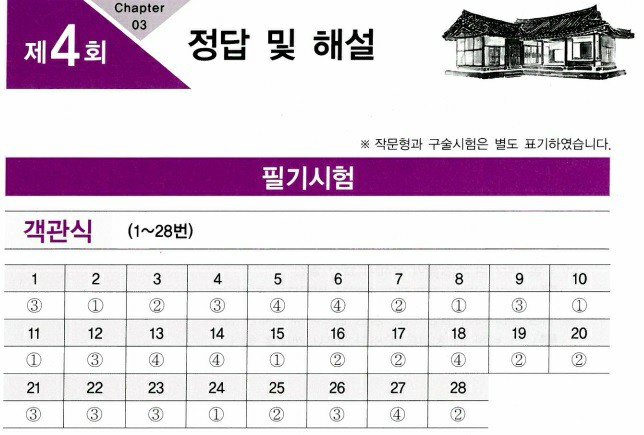 Chapter
03
제4회
정답 및 해설
※ 작문형과 구술시험은 별도 표기하였습니다.
필기시험
객관식 (1~28번)
1 2 3 4 5 6 7 8 9 10
③ ① ② ③ ④ ④ ② ① ③ ①
11 12 13 14 15 16 17 18 19 20
① ③ ④ ④ ① ② ② ④ ② ②
21 22 23 24 25 26 27 28
③ ③ ③ ① ② ③ ④ ②